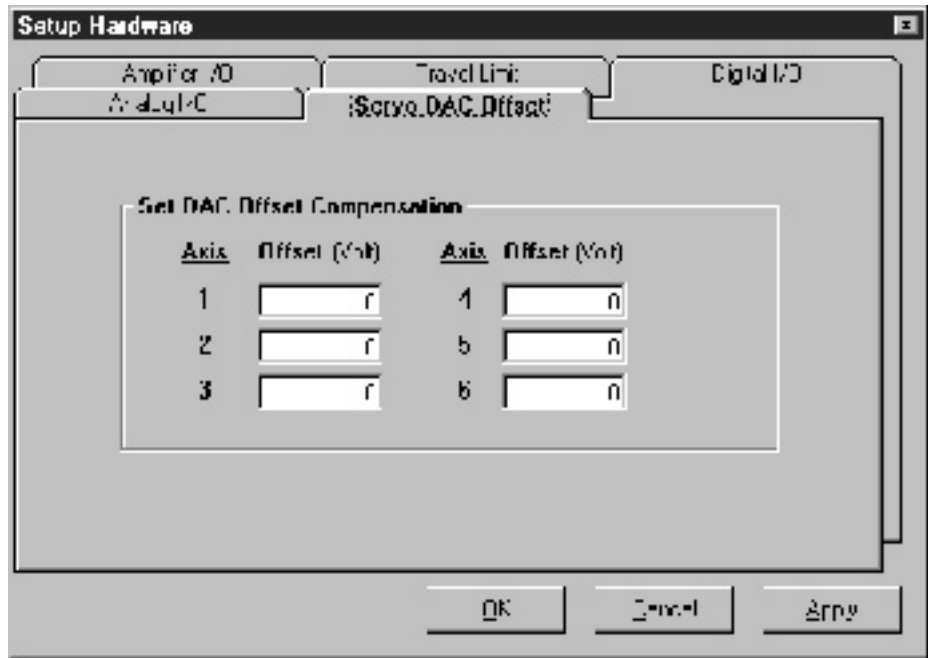 Setup Hardware
Amplifier I/O Travel Limit Digital I/O
Analog I/O Servo DAC Offset
Set DAC Offset Compensation
Axis Offset (Volt) Axis Offset (Volt)
1 0 4 0
2 0 5 0
3 0 6 0
OK Cancel Apply